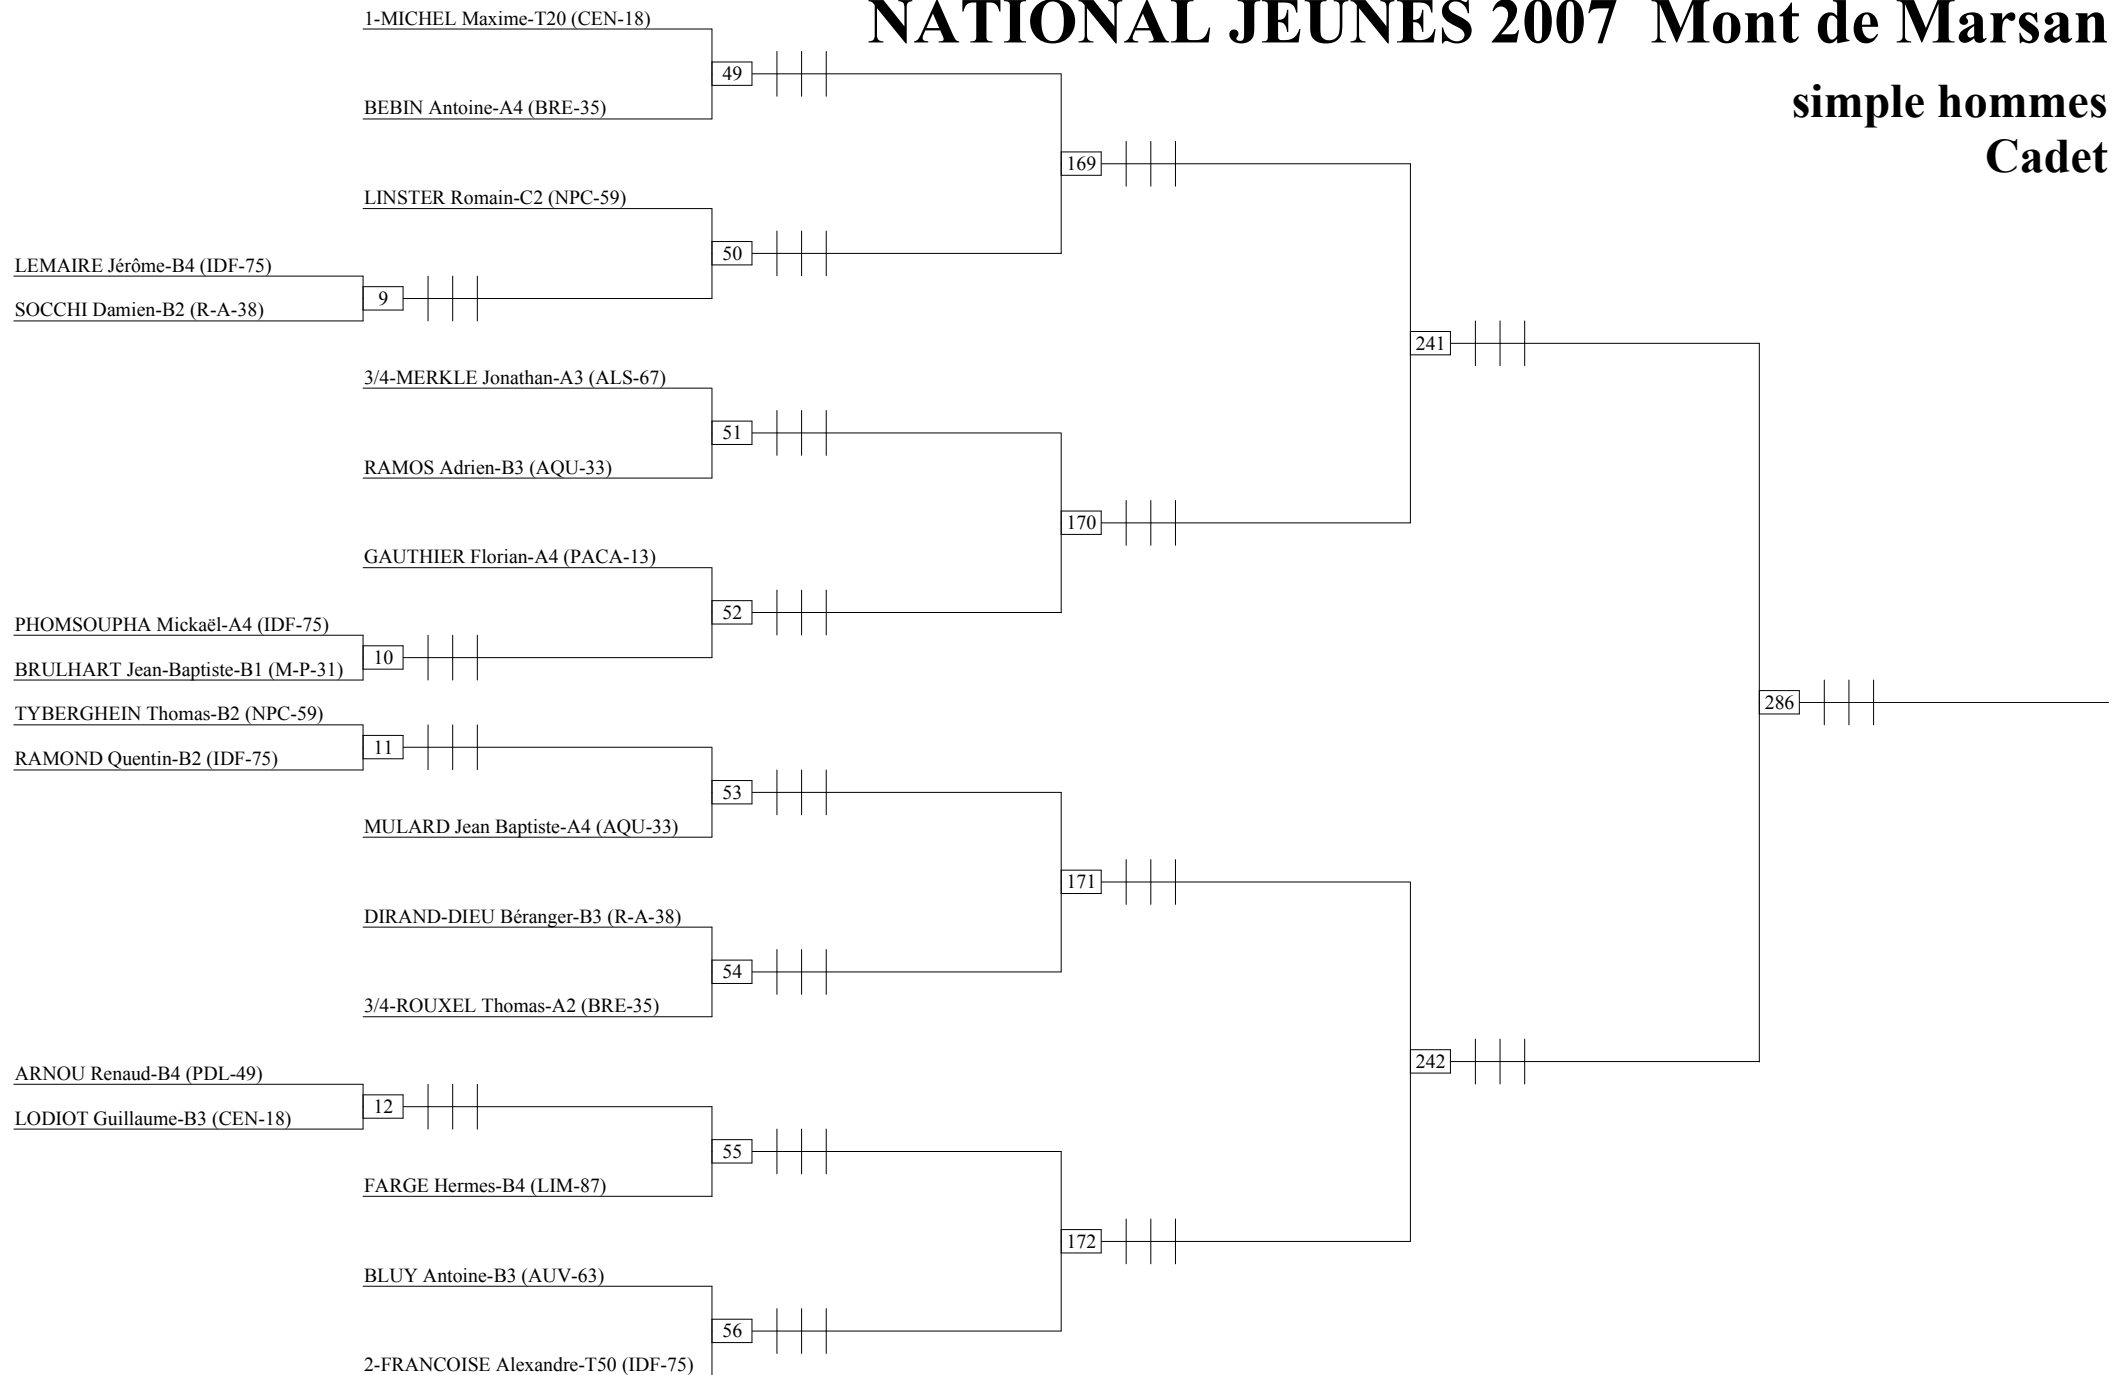 NATIONAL JEUNES 2007 Mont de Marsan
simple hommes
Cadet
1-MICHEL Maxime-T20 (CEN-18)
49
BEBIN Antoine-A4 (BRE-35)
169
LINSTER Romain-C2 (NPC-59)
50
LEMAIRE Jérôme-B4 (IDF-75)
9
SOCCHI Damien-B2 (R-A-38)
241
3/4-MERKLE Jonathan-A3 (ALS-67)
51
RAMOS Adrien-B3 (AQU-33)
170
GAUTHIER Florian-A4 (PACA-13)
52
PHOMSOUPHA Mickaël-A4 (IDF-75)
10
BRULHART Jean-Baptiste-B1 (M-P-31)
286
TYBERGHEIN Thomas-B2 (NPC-59)
11
RAMOND Quentin-B2 (IDF-75)
53
MULARD Jean Baptiste-A4 (AQU-33)
171
DIRAND-DIEU Béranger-B3 (R-A-38)
54
3/4-ROUXEL Thomas-A2 (BRE-35)
242
ARNOU Renaud-B4 (PDL-49)
12
LODIOT Guillaume-B3 (CEN-18)
55
FARGE Hermes-B4 (LIM-87)
172
BLUY Antoine-B3 (AUV-63)
56
2-FRANCOISE Alexandre-T50 (IDF-75)